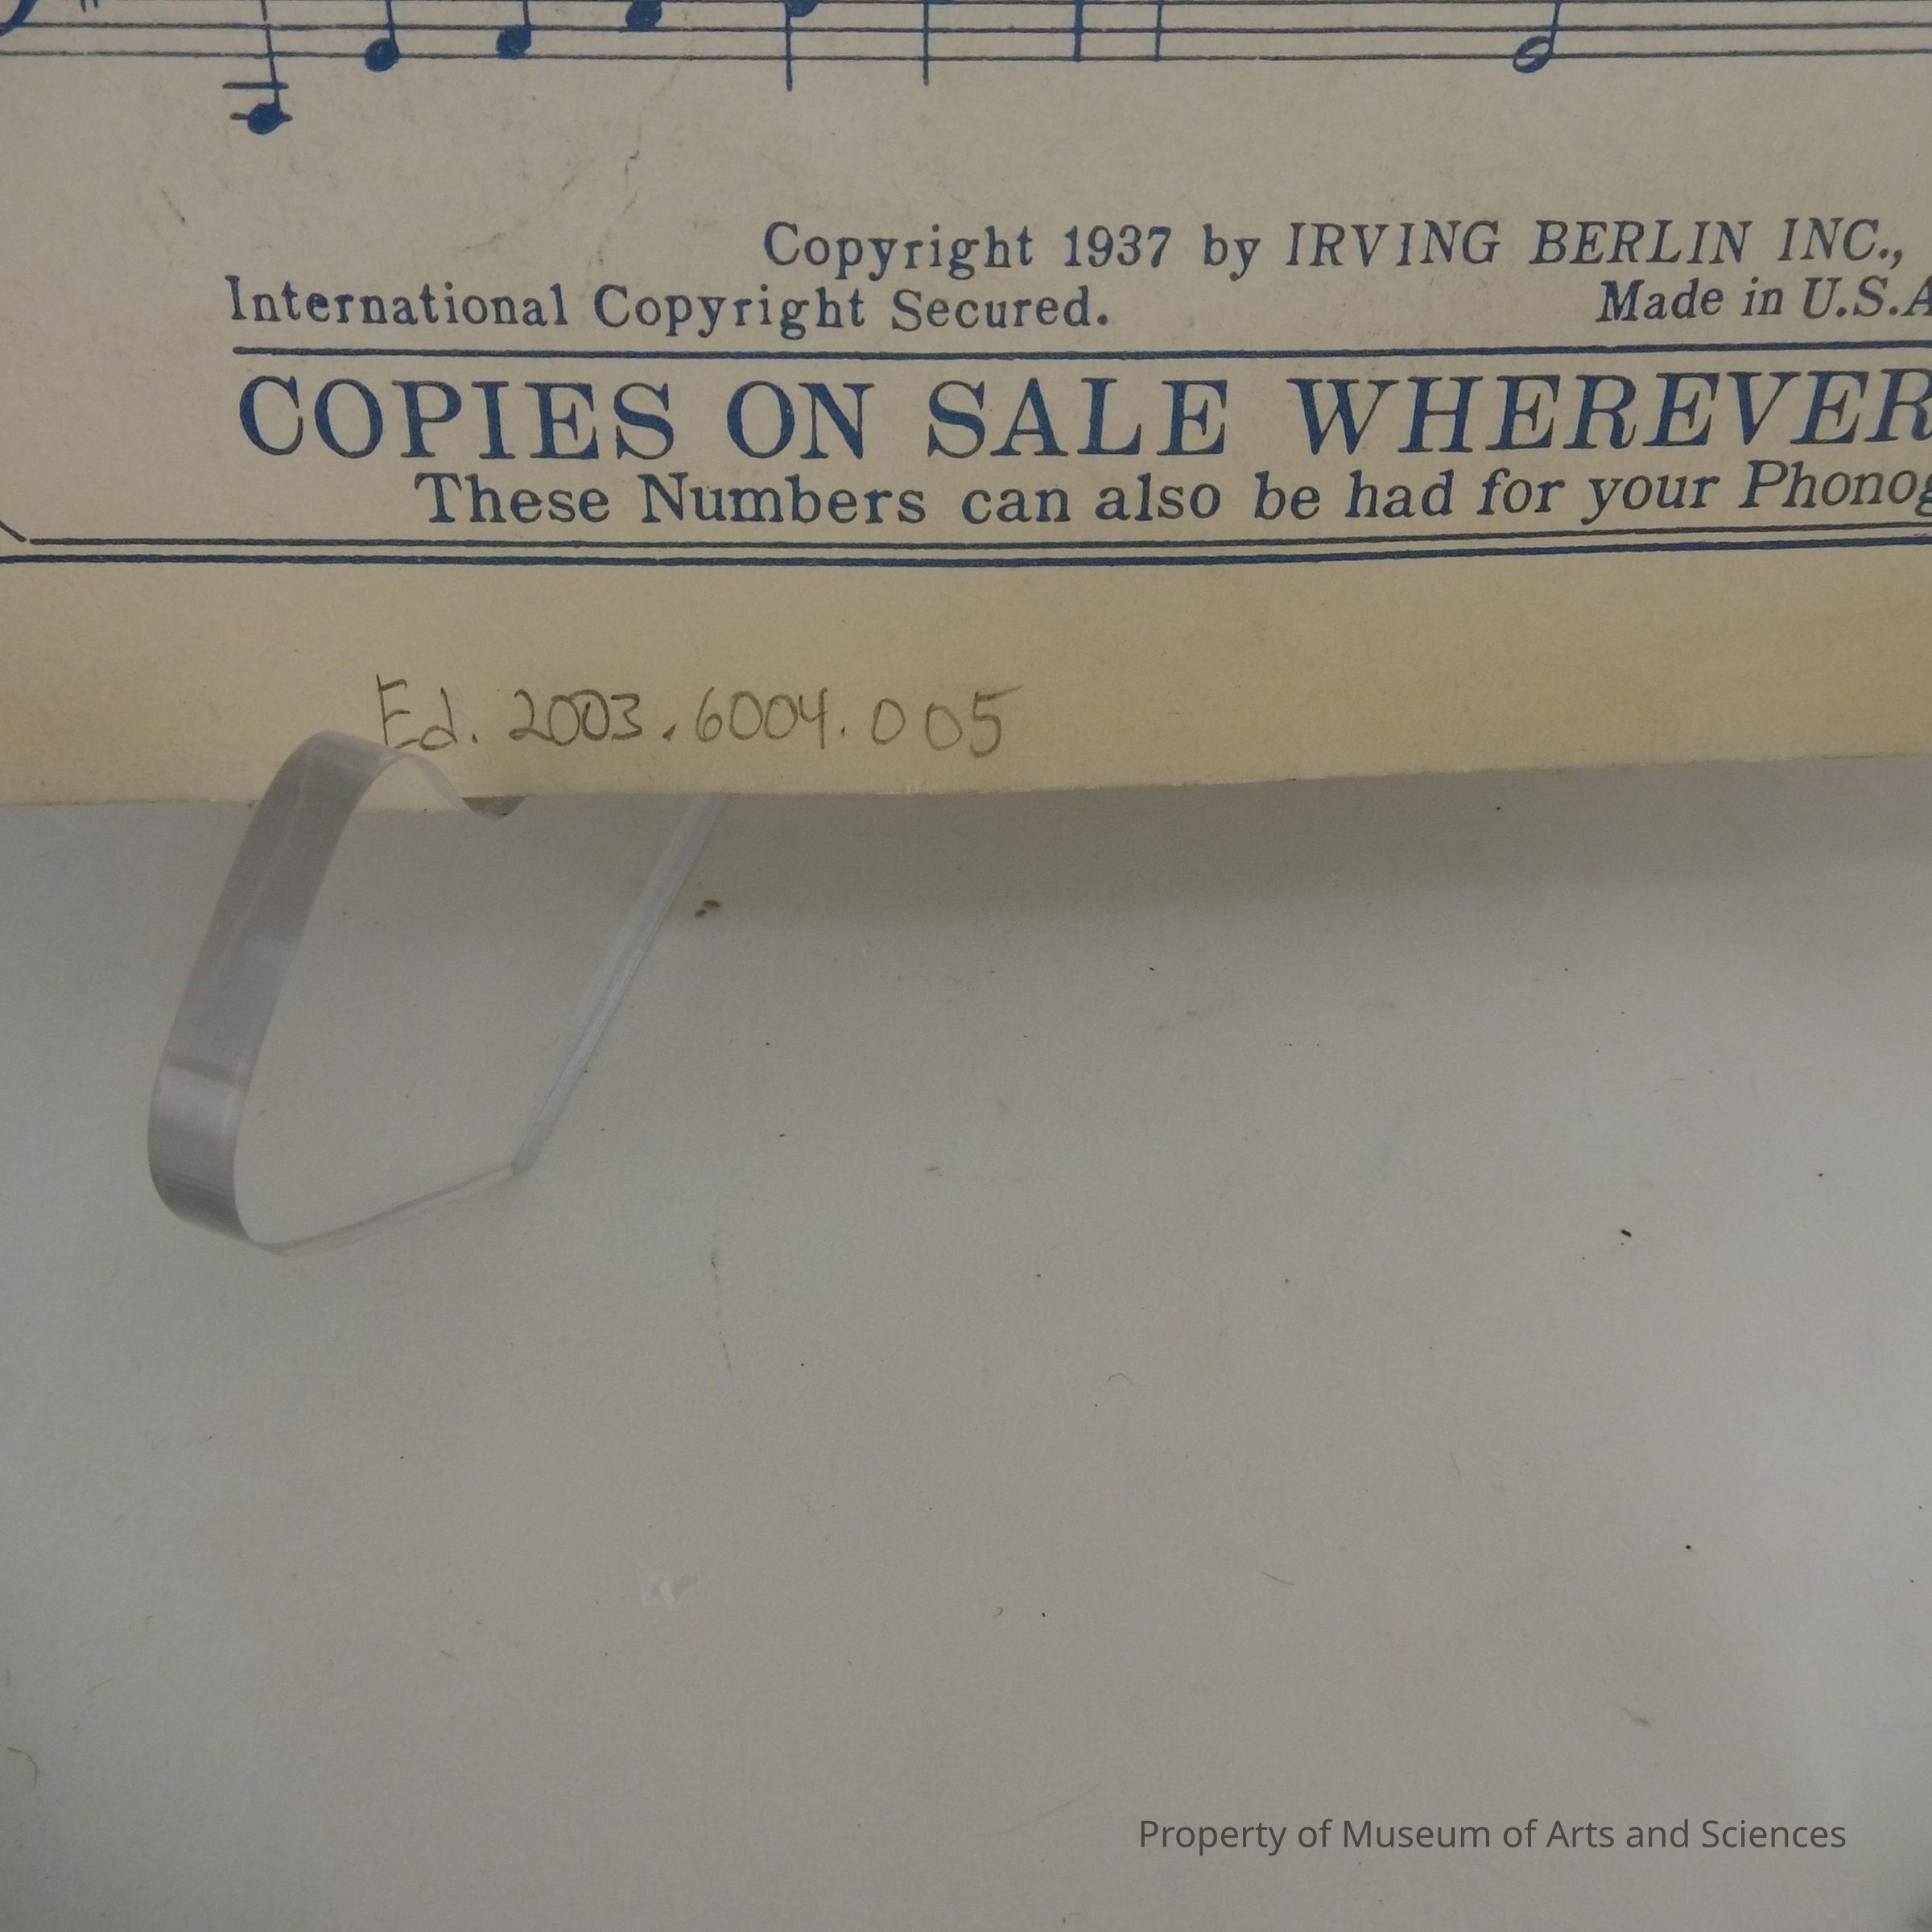 Copyright 1937 by IRVING BERLIN INC.,
International Copyright Secured. Made in U.S.A
COPIES ON SALE WHEREVER
These Numbers can also be had for your Phonog
Ed. 2003.6004.005
Property of Museum of Arts and Sciences